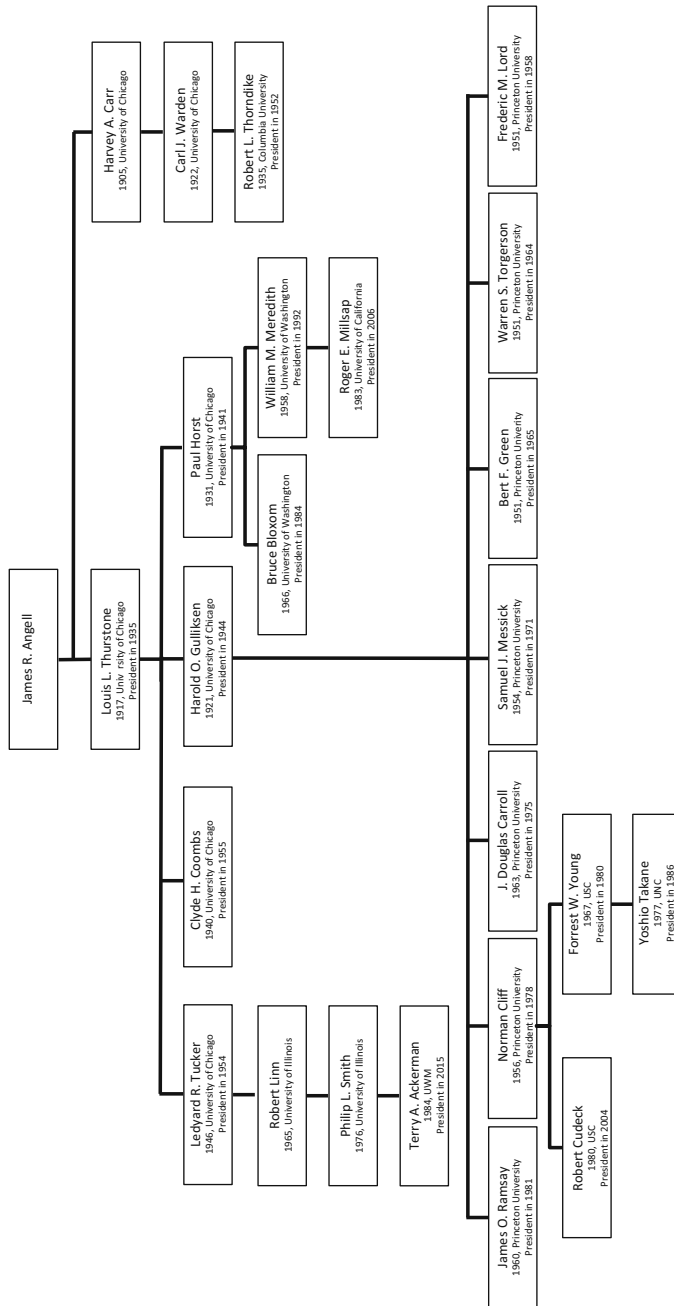 James R. Angell
Louis L. Thurstone
1917, Univ rsity of Chicago
President in 1935
Harvey A. Carr
1905, University of Chicago
Carl J. Warden
1922, University of Chicago
Robert L. Thorndike
1935, Columbia University
President in 1952
Ledyard R. Tucker
1946, University of Chicago
President in 1954
Clyde H. Coombs
1940, University of Chicago
President in 1955
Harold O. Gulliksen
1921, University of Chicago
President in 1944
Paul Horst
1931, University of Chicago
President in 1941
Robert Linn
1965, University of Illinois
Philip L. Smith
1976, University of Illinois
Terry A. Ackerman
1984, UWM
President in 2015
Bruce Bloxom
1966, University of Washington
President in 1984
William M. Meredith
1958, University of Washington
President in 1992
Roger E. Millsap
1983, University of California
President in 2006
James O. Ramsay
1960, Princeton University
President in 1981
Norman Cliff
1956, Princeton University
President in 1978
J. Douglas Carroll
1963, Princeton University
President in 1975
Samuel J. Messick
1954, Princeton University
President in 1971
Bert F. Green
1951, Princeton Univerity
President in 1965
Warren S. Torgerson
1951, Princeton University
President in 1964
Frederic M. Lord
1951, Princeton University
President in 1958
Robert Cudeck
1980, USC
President in 2004
Forrest W. Young
1967, USC
President in 1980
Yoshio Takane
1977, UNC
President in 1986